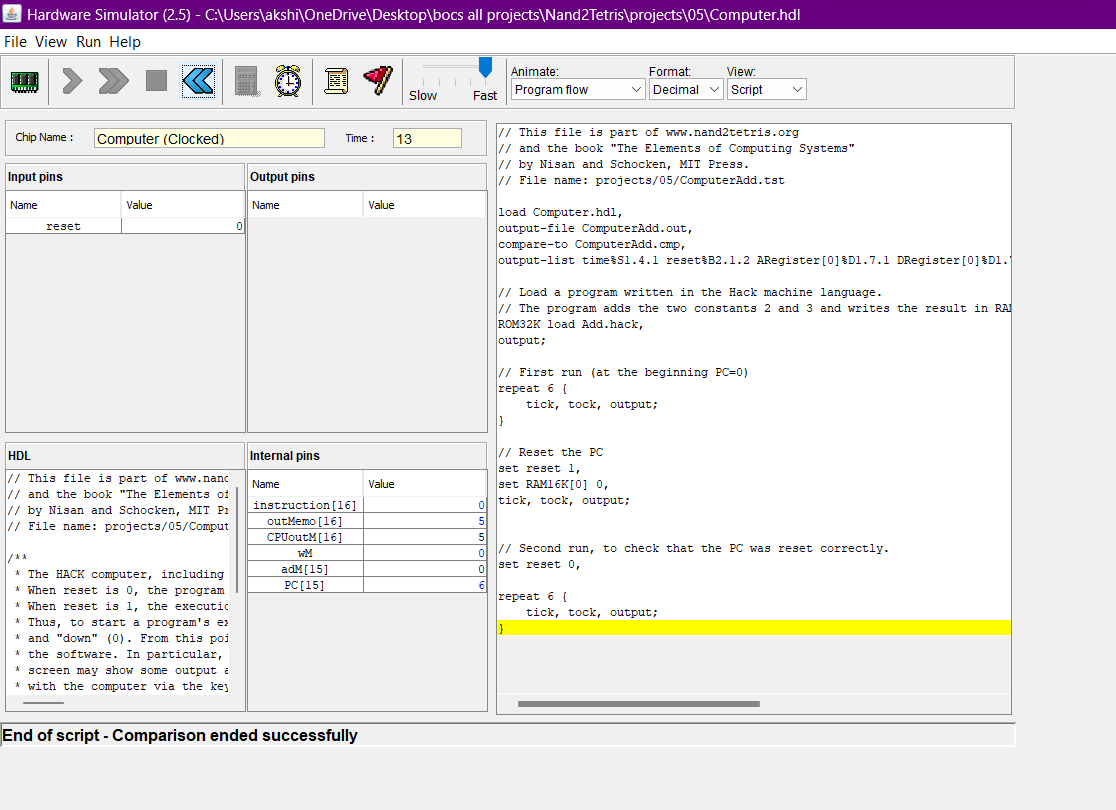 Hardware Simulator (2.5) - C:\Users\akshi\OneDrive\Desktop\bocs all projects\Nand2Tetris\projects\05\Computer.hdl
File View Run Help
Slow Fast
Animate: Format: View:
Program flow Decimal Script
Chip Name : Computer (Clocked) Time : 13
Input pins
Name Value
reset 0
Output pins
Name Value
HDL
// This file is part of www.nand
// and the book "The Elements of
// by Nisan and Schocken, MIT Pr
// File name: projects/05/Comput
/**
* The HACK computer, including
* When reset is 0, the program
* When reset is 1, the executio
* Thus, to start a program's ex
* and "down" (0). From this poi
* the software. In particular,
* screen may show some output a
* with the computer via the key
Internal pins
Name Value
instruction[16] 0
outMemo[16] 5
CPUoutM[16] 5
wM 0
adM[15] 0
PC[15] 6
// This file is part of www.nand2tetris.org
// and the book "The Elements of Computing Systems"
// by Nisan and Schocken, MIT Press.
// File name: projects/05/ComputerAdd.tst
load Computer.hdl,
output-file ComputerAdd.out,
compare-to ComputerAdd.cmp,
output-list time%S1.4.1 reset%B2.1.2 ARegister[0]%D1.7.1 DRegister[0]%D1.
// Load a program written in the Hack machine language.
// The program adds the two constants 2 and 3 and writes the result in RA
ROM32K load Add.hack,
output;
// First run (at the beginning PC=0)
repeat 6 {
tick, tock, output;
}
// Reset the PC
set reset 1,
set RAM16K[0] 0,
tick, tock, output;
// Second run, to check that the PC was reset correctly.
set reset 0,
repeat 6 {
tick, tock, output;
}
End of script - Comparison ended successfully